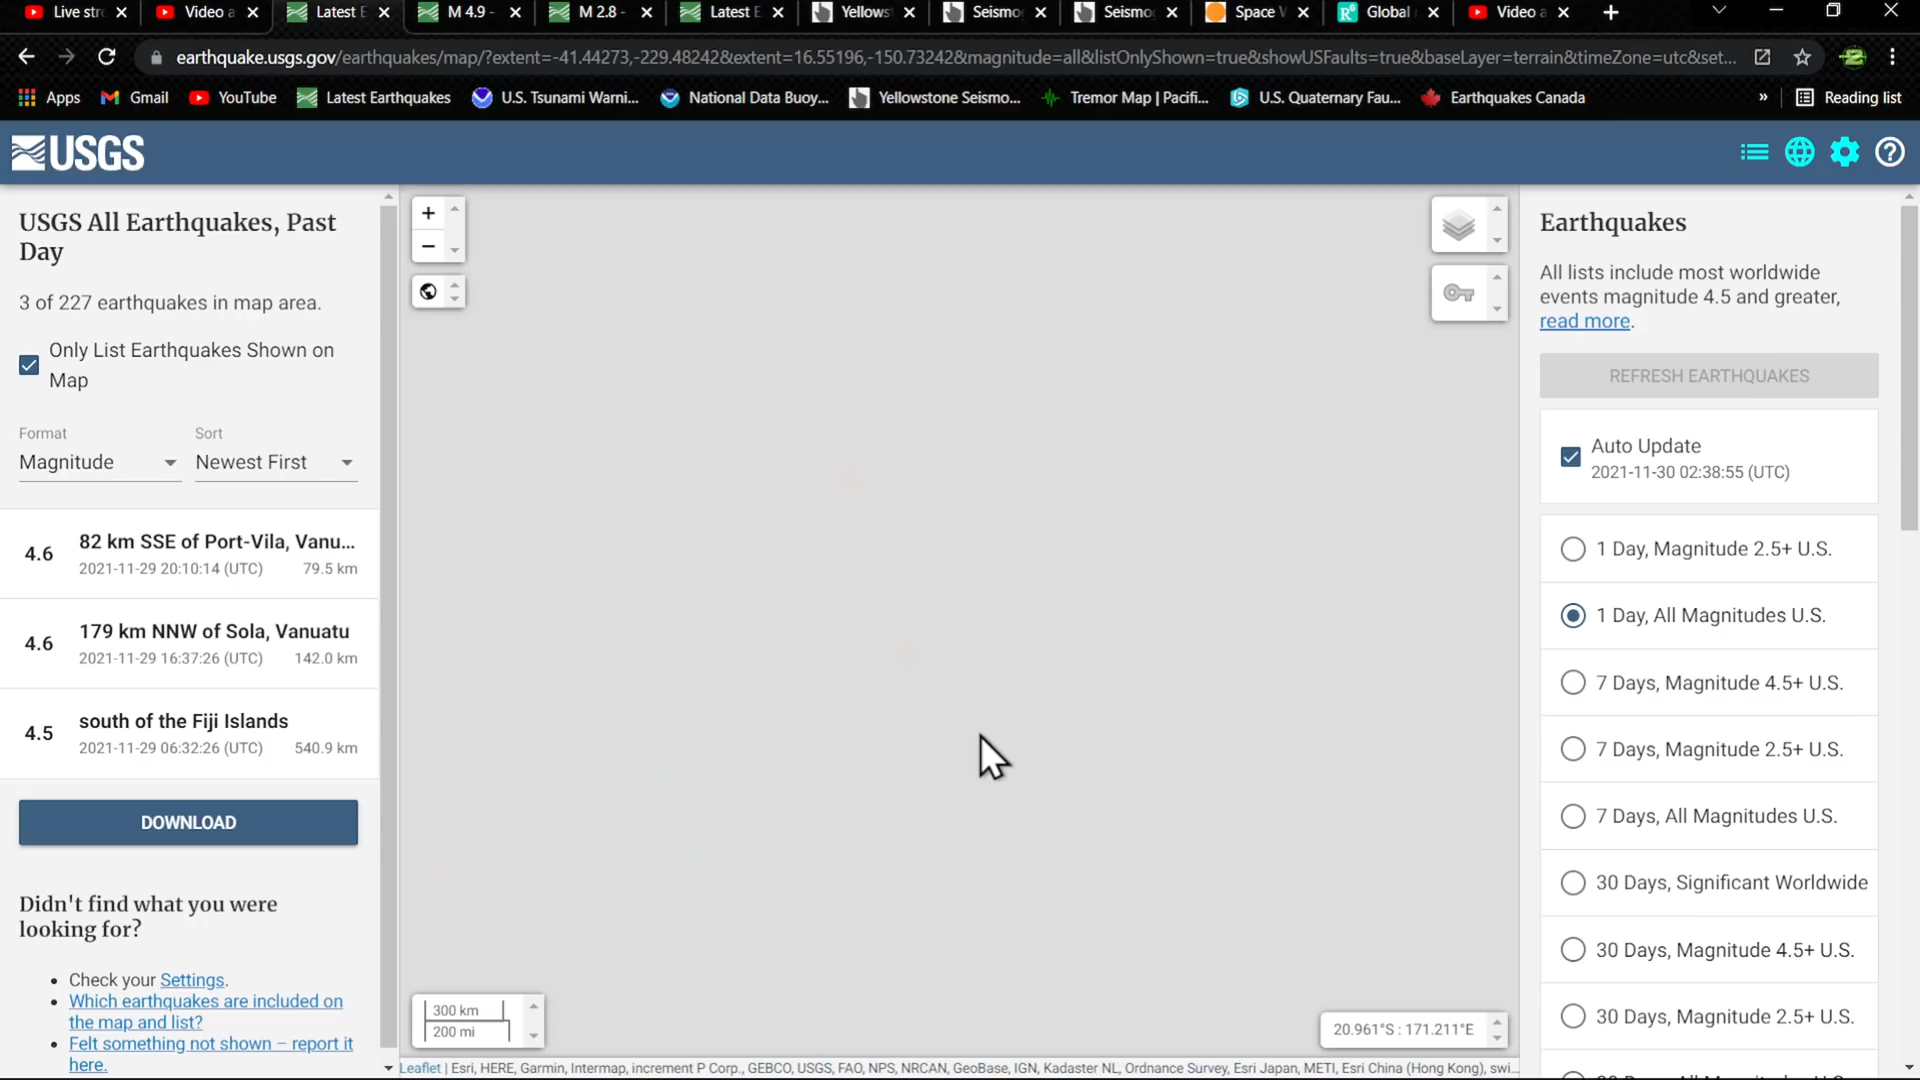 Live str
Video a
Latest E
M 4.9 -
M 2.8 -
Latest E
Yellows
Seismo
Seismo
Space W
Global
Video a
earthquake.usgs.gov/earthquakes/map/?extent=-41.44273,-229.48242&extent=16.55196,-150.73242&magnitude=all&listOnlyShown=true&showUSFaults=true&baseLayer=terrain&timeZone=utc&set...
Apps
Gmail
YouTube
Latest Earthquakes
U.S. Tsunami Warni...
National Data Buoy...
Yellowstone Seismo...
Tremor Map | Pacifi...
U.S. Quaternary Fau...
Earthquakes Canada
»
Reading list
USGS
USGS All Earthquakes, Past
Day
3 of 227 earthquakes in map area.
Only List Earthquakes Shown on
Map
Format
Sort
Magnitude
Newest First
4.6
82 km SSE of Port-Vila, Vanu...
2021-11-29 20:10:14 (UTC) 79.5 km
4.6
179 km NNW of Sola, Vanuatu
2021-11-29 16:37:26 (UTC) 142.0 km
4.5
south of the Fiji Islands
2021-11-29 06:32:26 (UTC) 540.9 km
DOWNLOAD
Didn't find what you were
looking for?
Check your Settings.
Which earthquakes are included on
the map and list?
Felt something not shown – report it
here.
+
−
300 km
200 mi
20.961°S : 171.211°E
Leaflet | Esri, HERE, Garmin, Intermap, increment P Corp., GEBCO, USGS, FAO, NPS, NRCAN, GeoBase, IGN, Kadaster NL, Ordnance Survey, Esri Japan, METI, Esri China (Hong Kong), swi...
Earthquakes
All lists include most worldwide
events magnitude 4.5 and greater,
read more.
REFRESH EARTHQUAKES
Auto Update
2021-11-30 02:38:55 (UTC)
1 Day, Magnitude 2.5+ U.S.
1 Day, All Magnitudes U.S.
7 Days, Magnitude 4.5+ U.S.
7 Days, Magnitude 2.5+ U.S.
7 Days, All Magnitudes U.S.
30 Days, Significant Worldwide
30 Days, Magnitude 4.5+ U.S.
30 Days, Magnitude 2.5+ U.S.